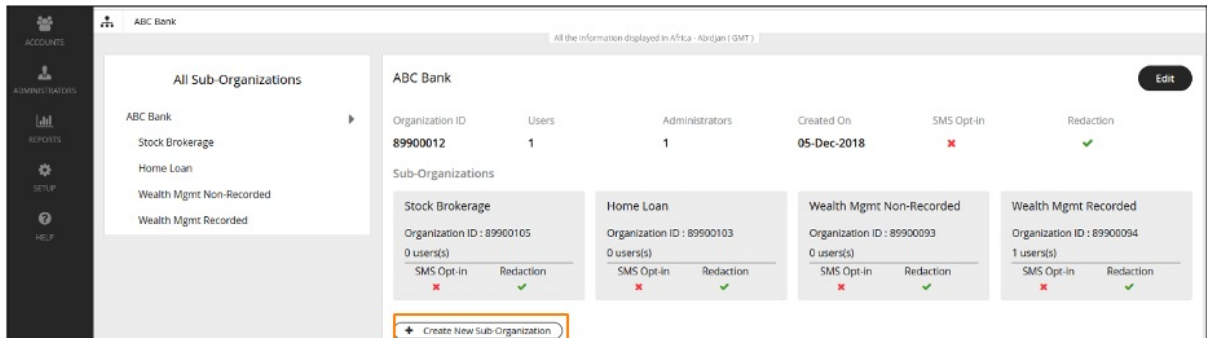 ACCOUNTS
ADMINISTRATORS
REPORTS
SETUP
HELP
ABC Bank
All the information displayed in Africa - Abidjan ( GMT )
All Sub-Organizations
ABC Bank
Stock Brokerage
Home Loan
Wealth Mgmt Non-Recorded
Wealth Mgmt Recorded
ABC Bank
Edit
Organization ID Users Administrators Created On SMS Opt-in Redaction
89900012 1 1 05-Dec-2018
Sub-Organizations
Stock Brokerage
Organization ID : 89900105
0 users(s)
SMS Opt-in Redaction
Home Loan
Organization ID : 89900103
0 users(s)
SMS Opt-in Redaction
Wealth Mgmt Non-Recorded
Organization ID : 89900093
0 users(s)
SMS Opt-in Redaction
Wealth Mgmt Recorded
Organization ID : 89900094
1 users(s)
SMS Opt-in Redaction
+ Create New Sub-Organization